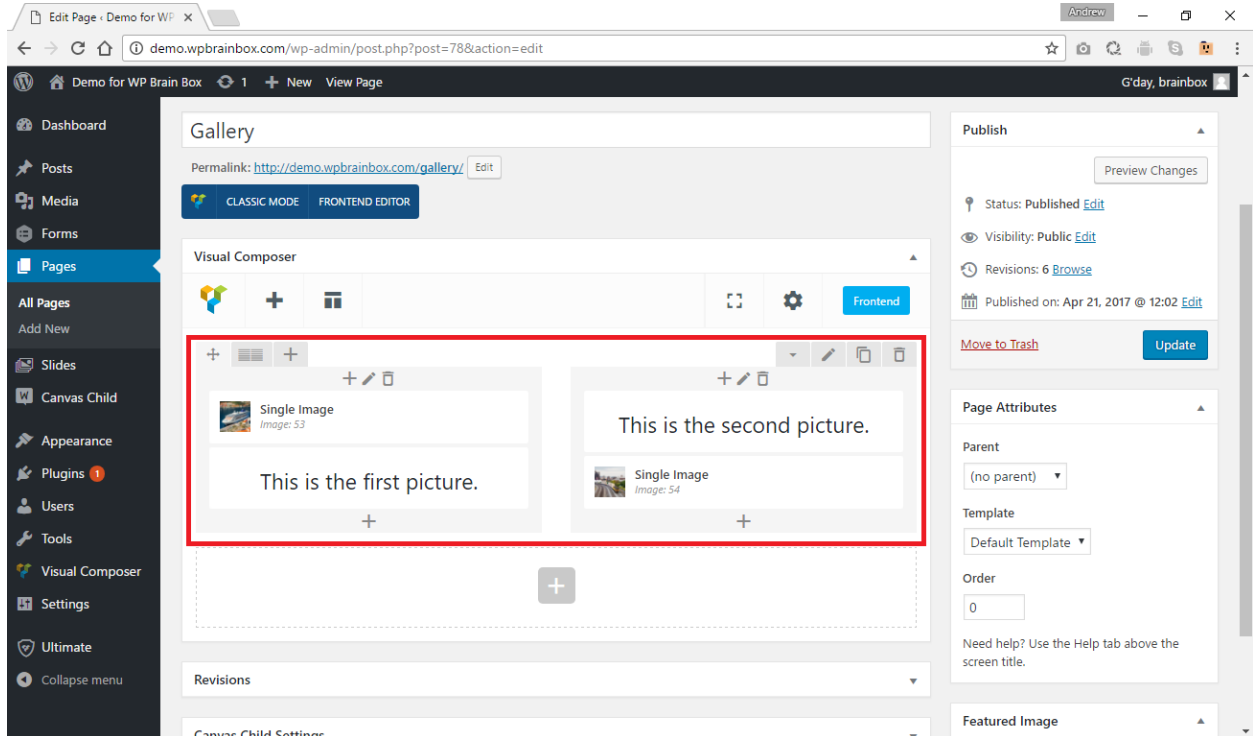 Edit Page ‹ Demo for WP
Andrew
demo.wpbrainbox.com/wp-admin/post.php?post=78&action=edit
Demo for WP Brain Box 1 New View Page G'day, brainbox
Dashboard
Posts
Media
Forms
Pages
All Pages
Add New
Slides
Canvas Child
Appearance
Plugins 1
Users
Tools
Visual Composer
Settings
Ultimate
Collapse menu
Gallery
Permalink: http://demo.wpbrainbox.com/gallery/ Edit
CLASSIC MODE FRONTEND EDITOR
Visual Composer
Frontend
Single Image
Image: 53
This is the first picture.
This is the second picture.
Single Image
Image: 54
Revisions
Canvas Child Settings
Publish
Preview Changes
Status: Published Edit
Visibility: Public Edit
Revisions: 6 Browse
Published on: Apr 21, 2017 @ 12:02 Edit
Move to Trash Update
Page Attributes
Parent
(no parent)
Template
Default Template
Order
0
Need help? Use the Help tab above the
screen title.
Featured Image